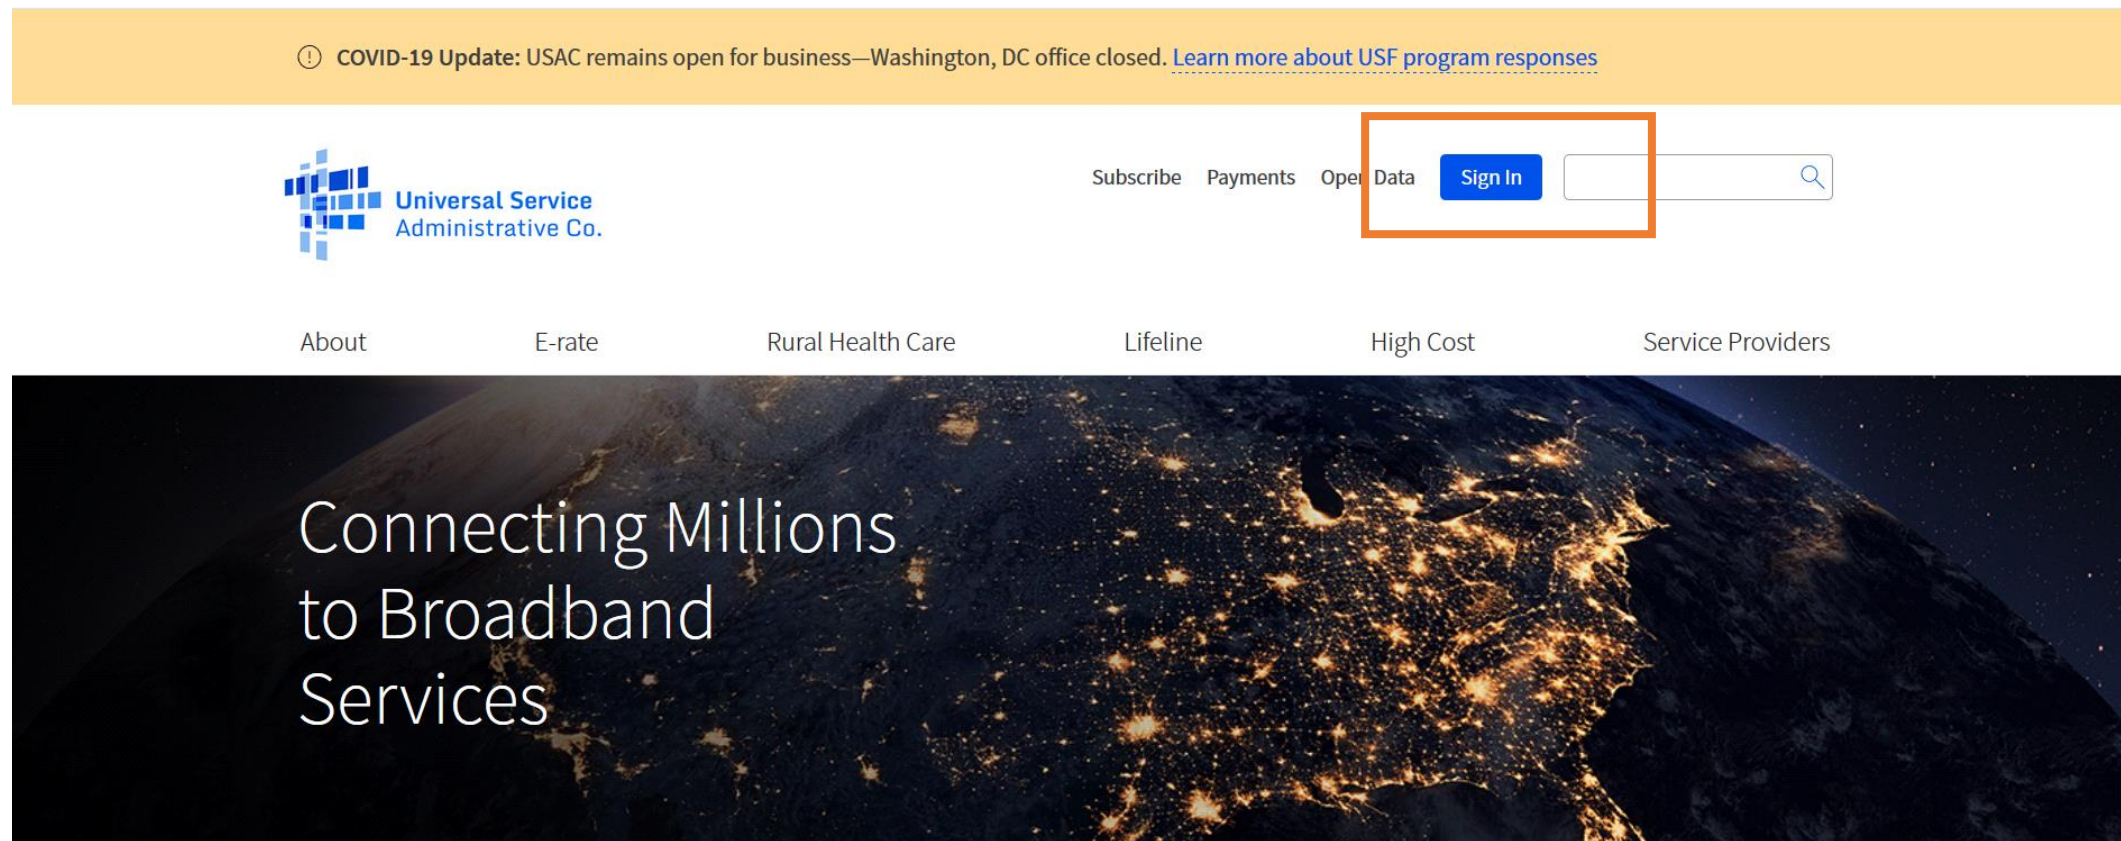 COVID-19 Update: USAC remains open for business—Washington, DC office closed. Learn more about USF program responses
Universal Service
Administrative Co.
Subscribe Payments Open Data Sign In
About E-rate Rural Health Care Lifeline High Cost Service Providers
Connecting Millions
to Broadband
Services